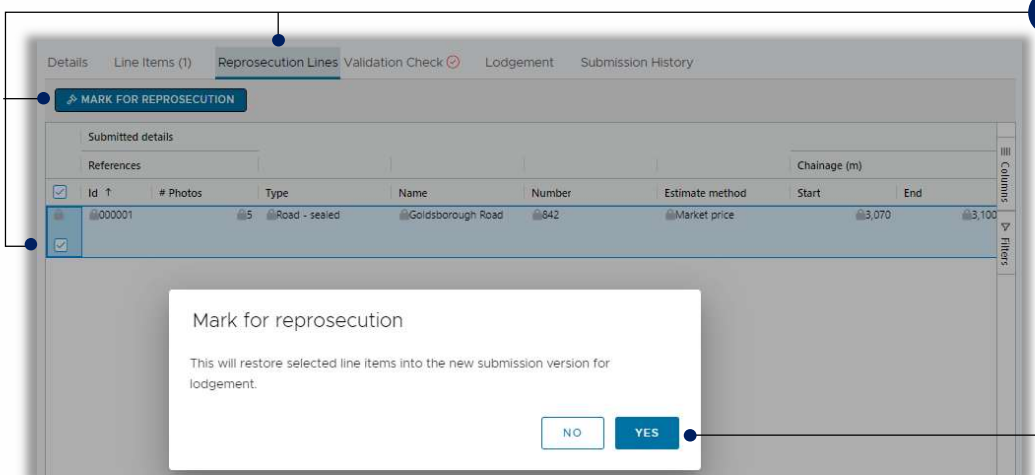 Details Line Items (1) Reprosecution Lines Validation Check Lodgement Submission History
MARK FOR REPROSECUTION
Submitted details
References Chainage (m)
Id ↑ # Photos Type Name Number Estimate method Start End
000001 5 Road - sealed Goldsborough Road 842 Market price 3,070 3,100
Columns
Filters
Mark for reprosecution
This will restore selected line items into the new submission version for
lodgement.
NO YES